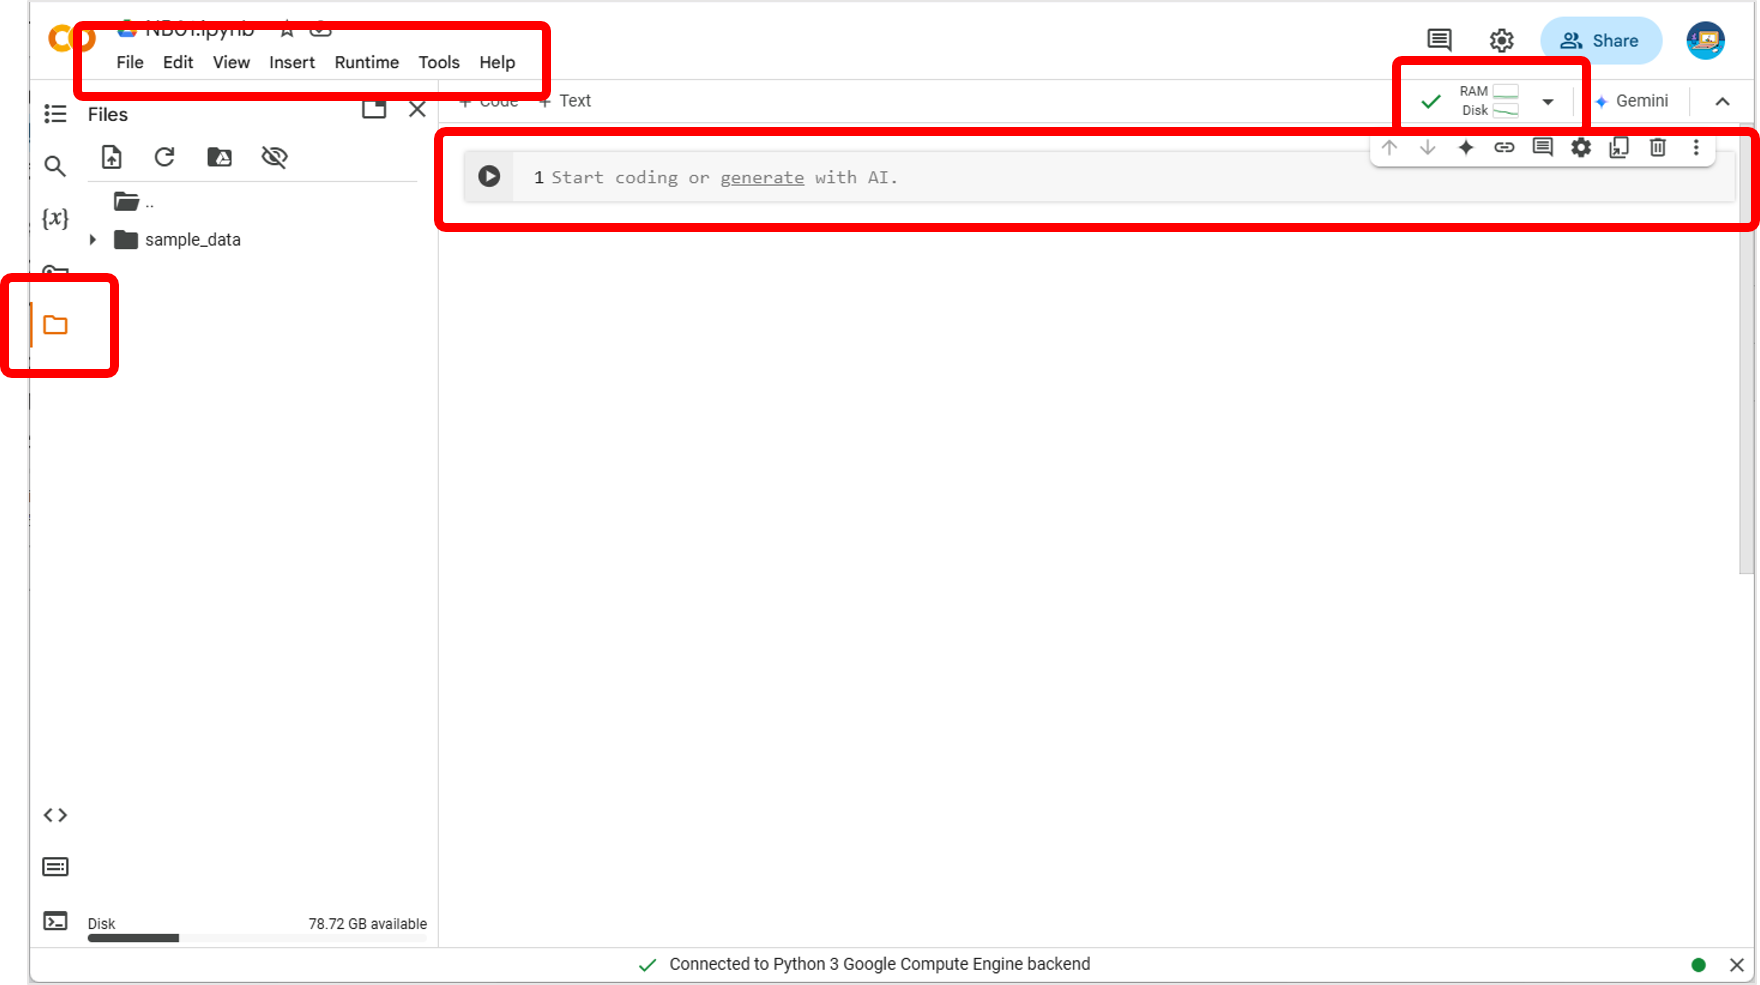 NB01.ipynb
File Edit View Insert Runtime Tools Help
Share
Files
+ Code + Text
RAM
Disk
Gemini
{x}
..
sample_data
1 Start coding or generate with AI.
Disk 78.72 GB available
Connected to Python 3 Google Compute Engine backend